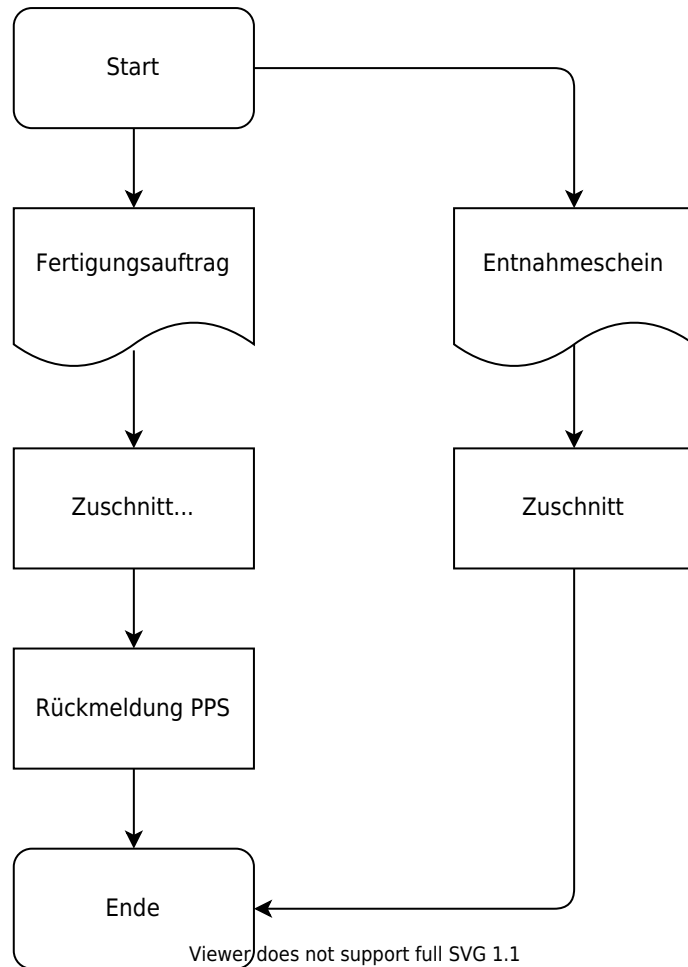 Start
Fertigungsauftrag
Entnahmeschein
Zuschnitt...
Zuschnitt
Rückmeldung PPS
Ende
Viewer does not support full SVG 1.1